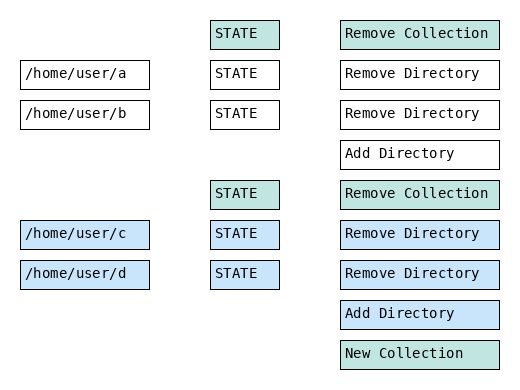 STATE Remove Collection
/home/user/a STATE Remove Directory
/home/user/b STATE Remove Directory
Add Directory
STATE Remove Collection
/home/user/c STATE Remove Directory
/home/user/d STATE Remove Directory
Add Directory
New Collection